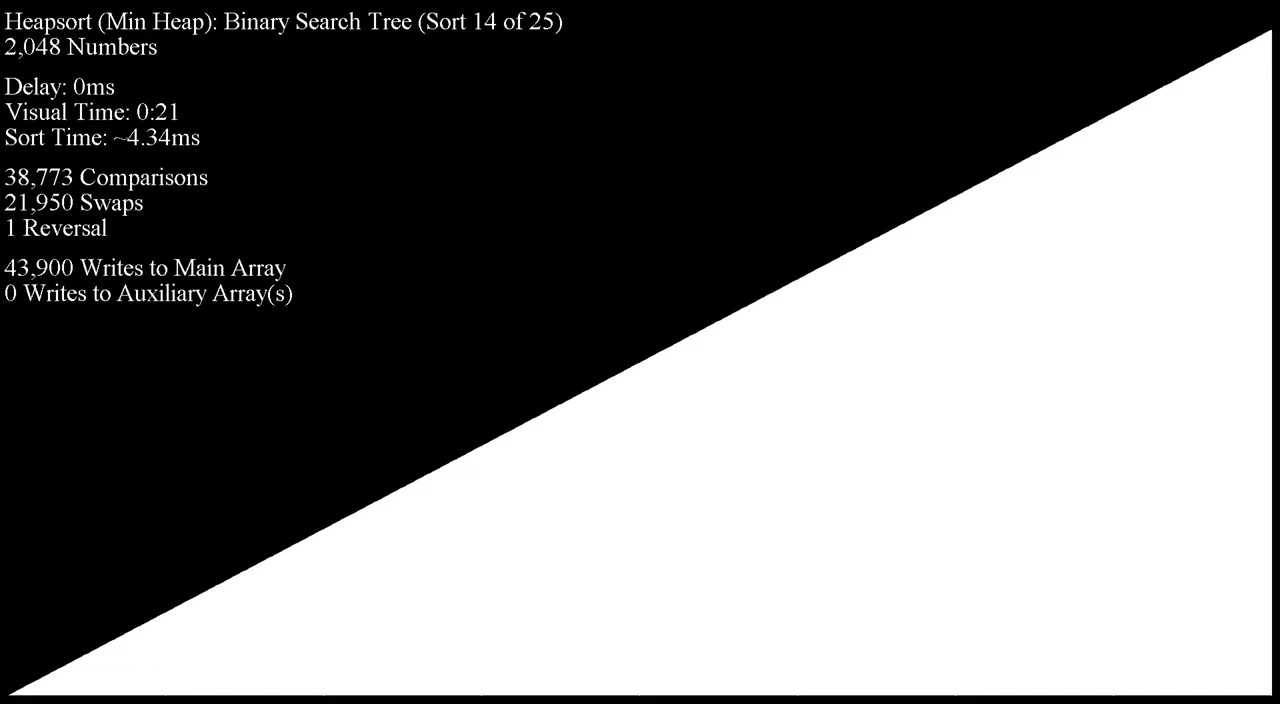 Heapsort (Min Heap): Binary Search Tree (Sort 14 of 25)
2,048 Numbers
Delay: 0ms
Visual Time: 0:21
Sort Time: ~4.34ms
38,773 Comparisons
21,950 Swaps
1 Reversal
43,900 Writes to Main Array
0 Writes to Auxiliary Array(s)